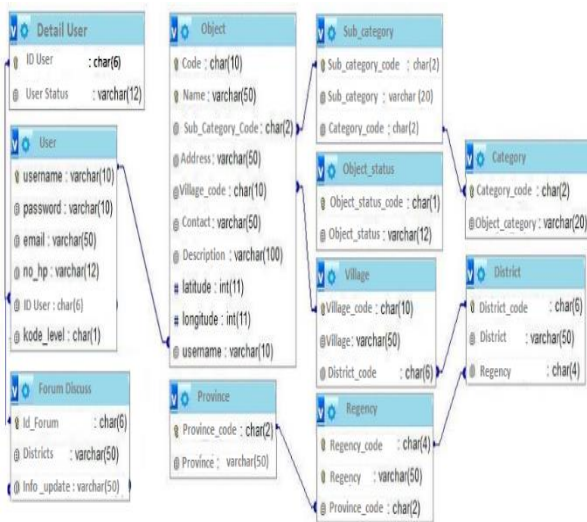 Detail User
ID User : char(6)
User Status : varchar(12)
User
username : varchar(10)
password : varchar(10)
email : varchar(50)
no_hp : varchar(12)
ID User : char(6)
kode_level : char(1)
Forum Discuss
Id_Forum : char(6)
Districts : varchar(50)
Info_update : varchar(50)
Object
Code : char(10)
Name : varchar(50)
Sub_Category_Code : char(2)
Address : varchar(50)
Village_code : char(10)
Contact : varchar(50)
Description : varchar(100)
# latitude : int(11)
# longitude : int(11)
username : varchar(10)
Province
Province_code : char(2)
Province : varchar(50)
Sub_category
Sub_category_code : char(2)
Sub_category : varchar (20)
Category_code : char(2)
Object_status
Object_status_code : char(1)
Object_status : varchar(12)
Village
Village_code : char(10)
Village: varchar(50)
District_code : char(6)
Regency
Regency_code : char(4)
Regency : varchar(50)
Province_code : char(2)
Category
Category_code : char(2)
Object_category : varchar(20)
District
District_code : char(6)
District : varchar(50)
Regency : char(4)